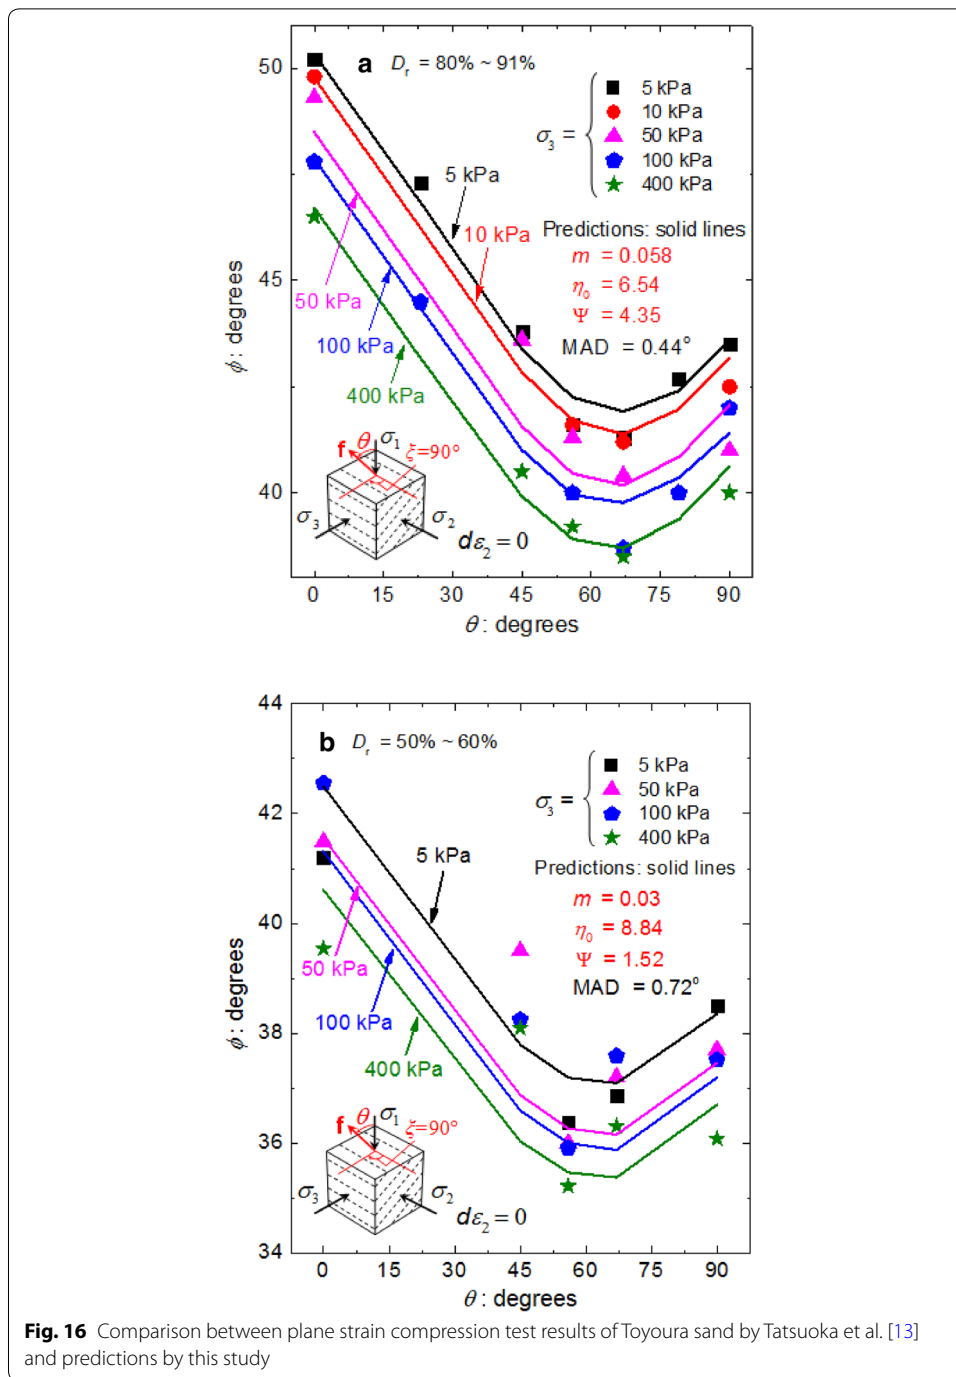 a D_r = 80% ~ 91%
σ_3 =
5 kPa
10 kPa
50 kPa
100 kPa
400 kPa
5 kPa
10 kPa
50 kPa
100 kPa
400 kPa
Predictions: solid lines
m = 0.058
η_0 = 6.54
Ψ = 4.35
MAD = 0.44°
f θ σ_1 ξ=90°
σ_3 σ_2
dε_2 = 0
50
45
40
ϕ : degrees
0 15 30 45 60 75 90
θ : degrees
b D_r = 50% ~ 60%
σ_3 =
5 kPa
50 kPa
100 kPa
400 kPa
5 kPa
50 kPa
100 kPa
400 kPa
Predictions: solid lines
m = 0.03
η_0 = 8.84
Ψ = 1.52
MAD = 0.72°
f θ σ_1 ξ=90°
σ_3 σ_2
dε_2 = 0
44
42
40
38
36
34
ϕ : degrees
0 15 30 45 60 75 90
θ : degrees
Fig. 16 Comparison between plane strain compression test results of Toyoura sand by Tatsuoka et al. [13]
and predictions by this study